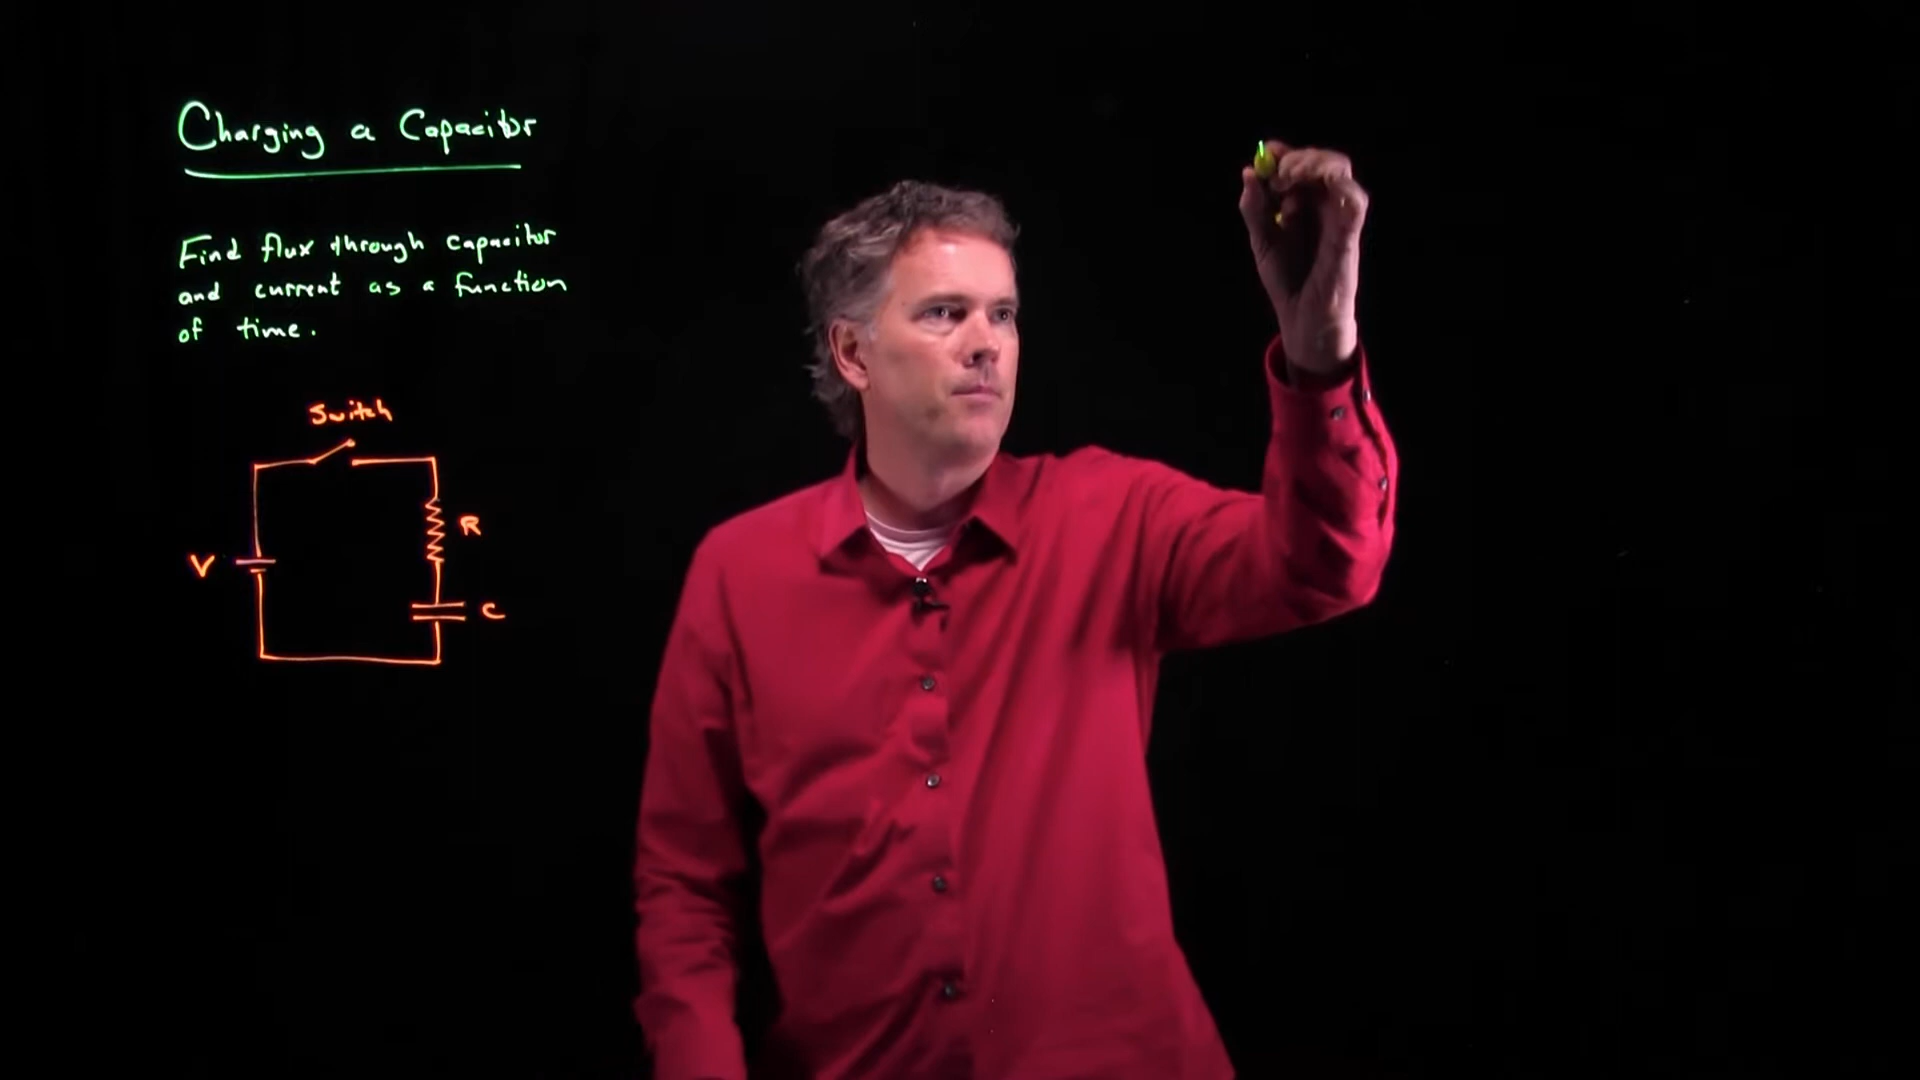 Charging a Capacitor
Find flux through capacitor
and current as a function
of time.
Switch
R
V
C